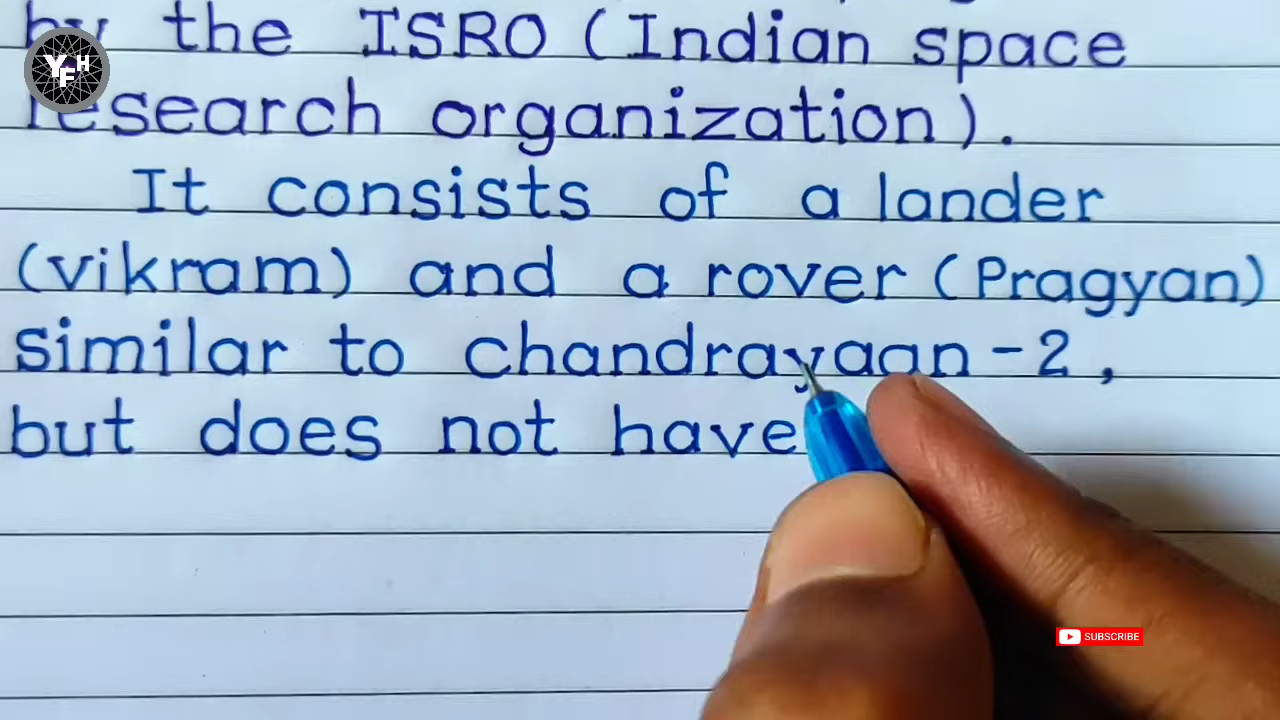 by the ISRO (Indian space
research organization).
It consists of a lander
(vikram) and a rover (Pragyan)
similar to chandrayaan-2,
but does not have
YFH
SUBSCRIBE